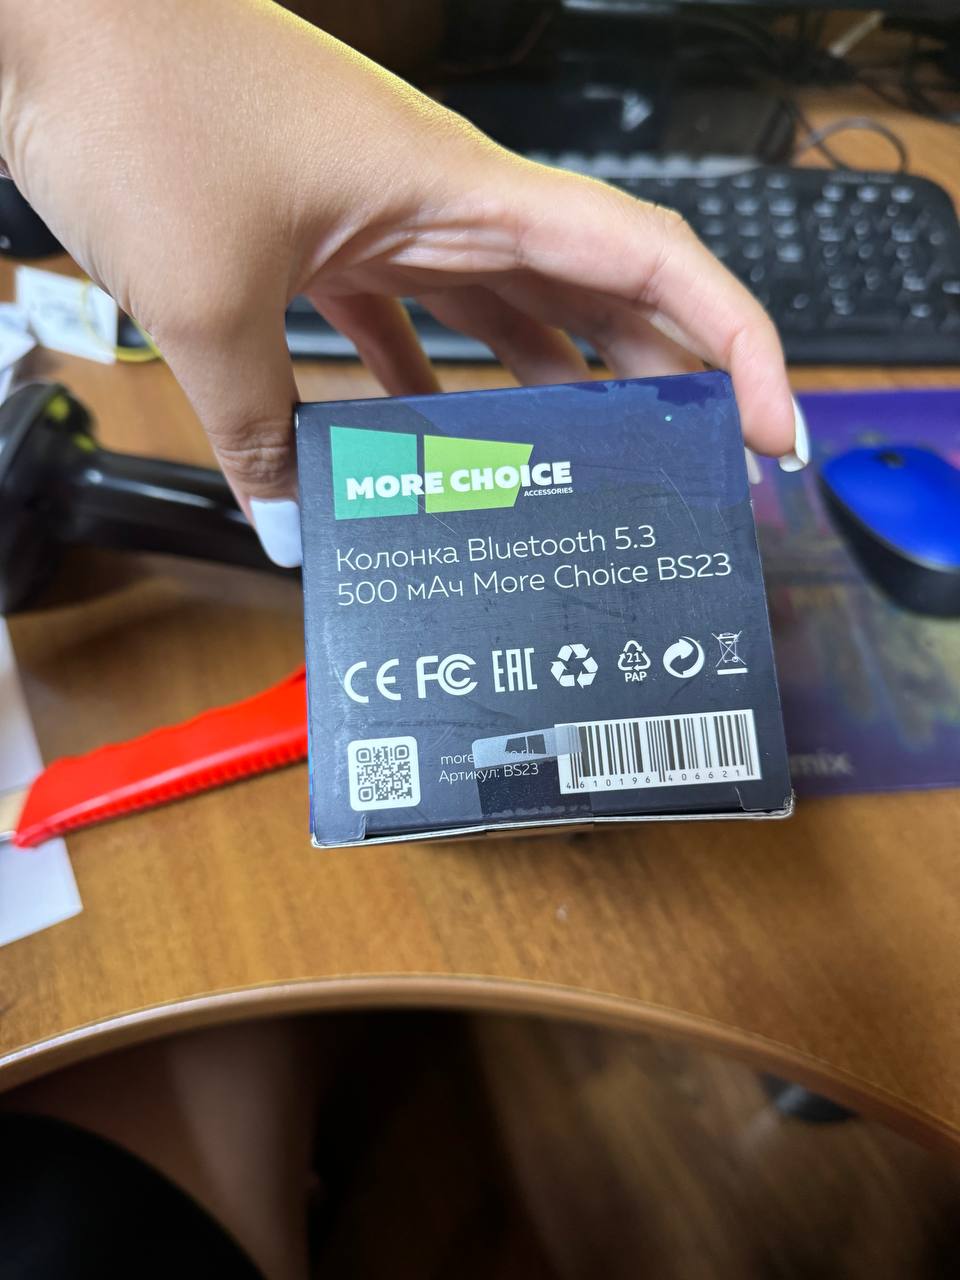 MORE CHOICE
ACCESSORIES
Колонка Bluetooth 5.3
500 мАч More Choice BS23
CE FC EAC
21
PAP
Артикул: BS23
4610196406621
mix